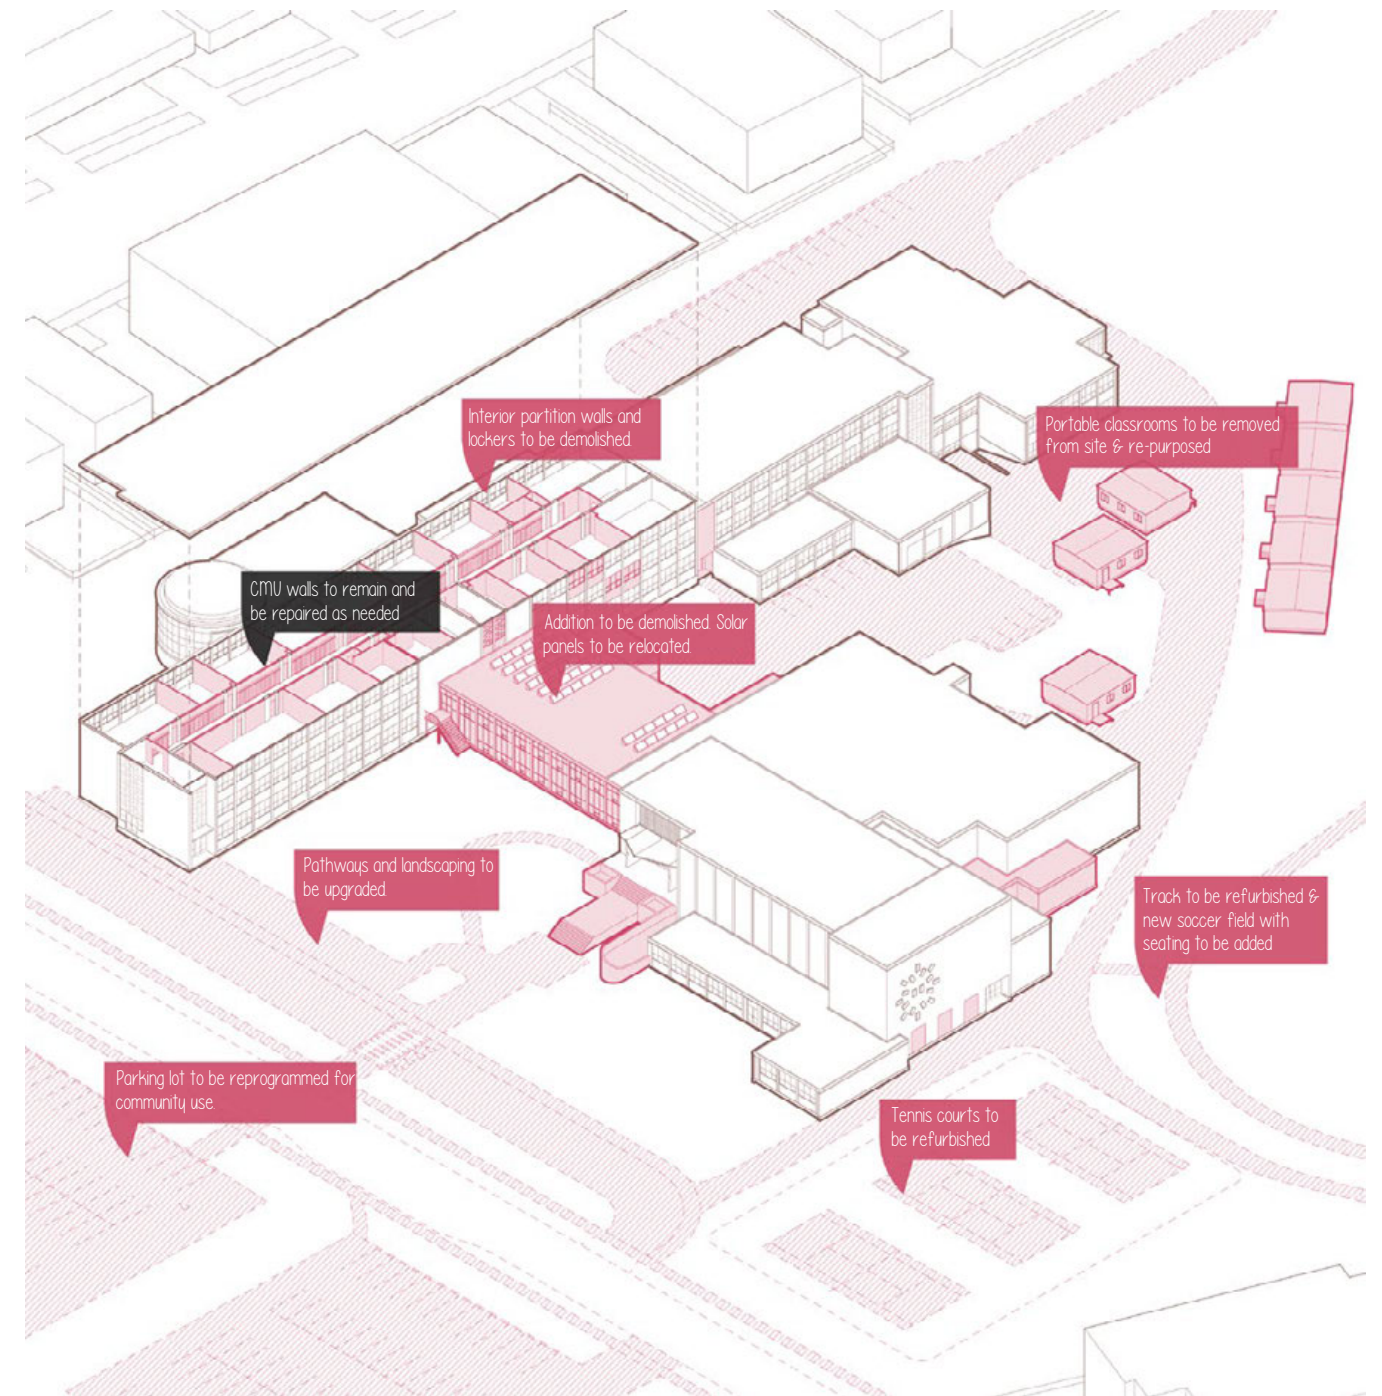 Interior partition walls and
lockers to be demolished.
Portable classrooms to be removed
from site & re-purposed
CMU walls to remain and
be repaired as needed
Addition to be demolished. Solar
panels to be relocated.
Pathways and landscaping to
be upgraded.
Track to be refurbished &
new soccer field with
seating to be added
Parking lot to be reprogrammed for
community use.
Tennis courts to
be refurbished